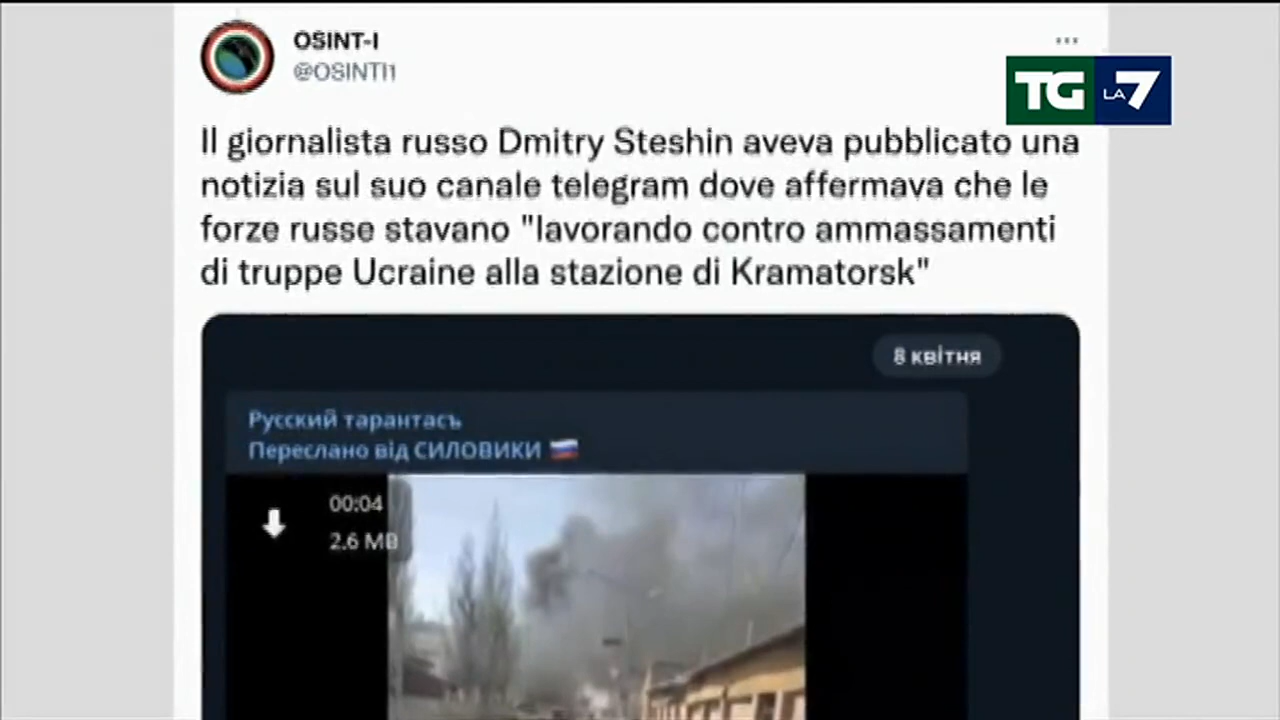 OSINT-I
@OSINTI1
TG LA 7
Il giornalista russo Dmitry Steshin aveva pubblicato una
notizia sul suo canale telegram dove affermava che le
forze russe stavano "lavorando contro ammassamenti
di truppe Ucraine alla stazione di Kramatorsk"
8 квітня
Русский тарантасъ
Переслано від СИЛОВИКИ 🇷🇺
00:04
2.6 MB